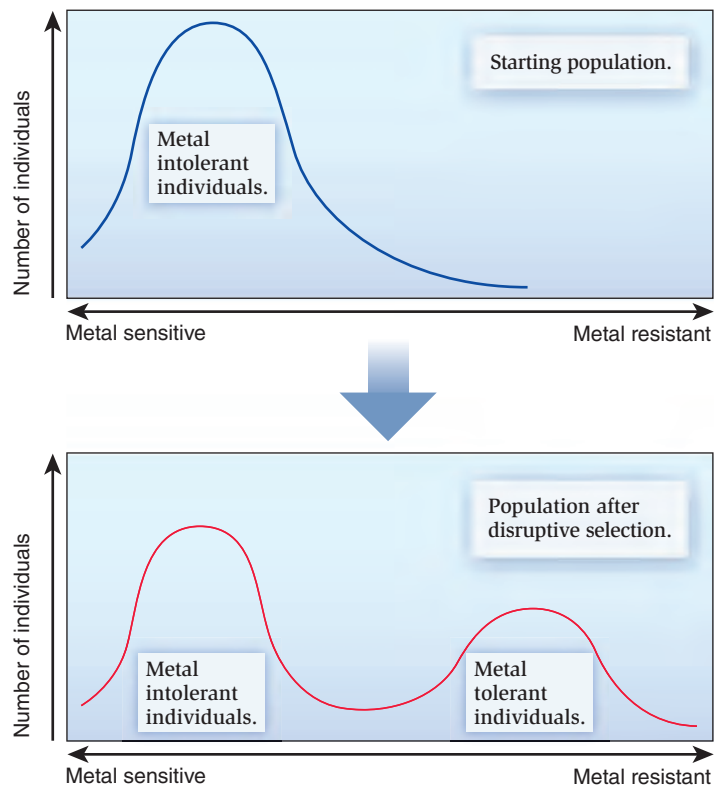 Number of individuals
Starting population.
Metal
intolerant
individuals.
Metal sensitive
Metal resistant
Number of individuals
Population after
disruptive selection.
Metal
intolerant
individuals.
Metal
tolerant
individuals.
Metal sensitive
Metal resistant